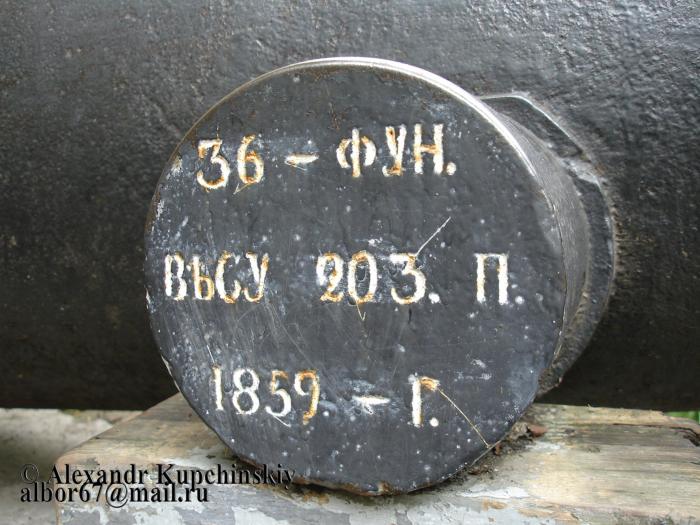 36 - ФУН.
ВѢСУ 203. П.
1859 - Г.
© Alexandr Kupchinskiy
albor67@mail.ru